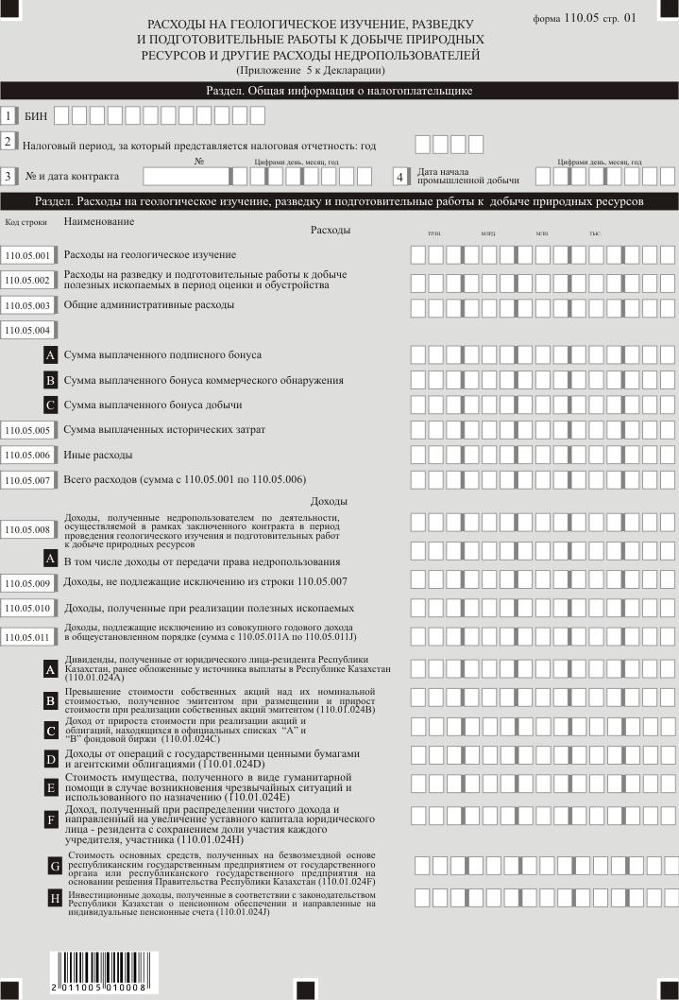 форма 110.05 стр. 01
РАСХОДЫ НА ГЕОЛОГИЧЕСКОЕ ИЗУЧЕНИЕ, РАЗВЕДКУ
И ПОДГОТОВИТЕЛЬНЫЕ РАБОТЫ К ДОБЫЧЕ ПРИРОДНЫХ
РЕСУРСОВ И ДРУГИЕ РАСХОДЫ НЕДРОПОЛЬЗОВАТЕЛЕЙ
(Приложение 5 к Декларации)
Раздел. Общая информация о налогоплательщике
1 БИН
2 Налоговый период, за который представляется налоговая отчетность: год
№ Цифрами день, месяц, год Цифрами день, месяц, год
3 № и дата контракта 4 Дата начала
промышленной добычи
Раздел. Расходы на геологическое изучение, разведку и подготовительные работы к добыче природных ресурсов
Код строки Наименование
Расходы ТРЛН. МЛРД. МЛН. ТЫС.
110.05.001 Расходы на геологическое изучение
110.05.002 Расходы на разведку и подготовительные работы к добыче
полезных ископаемых в период оценки и обустройства
110.05.003 Общие административные расходы
110.05.004
A Сумма выплаченного подписного бонуса
B Сумма выплаченного бонуса коммерческого обнаружения
C Сумма выплаченного бонуса добычи
110.05.005 Сумма выплаченных исторических затрат
110.05.006 Иные расходы
110.05.007 Всего расходов (сумма с 110.05.001 по 110.05.006)
Доходы
110.05.008 Доходы, полученные недропользователем по деятельности,
осуществляемой в рамках заключенного контракта в период
проведения геологического изучения и подготовительных работ
к добыче природных ресурсов
A В том числе доходы от передачи права недропользования
110.05.009 Доходы, не подлежащие исключению из строки 110.05.007
110.05.010 Доходы, полученные при реализации полезных ископаемых
110.05.011 Доходы, подлежащие исключению из совокупного годового дохода
в общеустановленном порядке (сумма с 110.05.011A по 110.05.011J)
A Дивиденды, полученные от юридического лица-резидента Республики
Казахстан, ранее обложенные у источника выплаты в Республике Казахстан
(110.01.024A)
B Превышение стоимости собственных акций над их номинальной
стоимостью, полученное эмитентом при размещении и прирост
стоимости при реализации собственных акций эмитентом (110.01.024B)
C Доход от прироста стоимости при реализации акций и
облигаций, находящихся в официальных списках “A” и
“B” фондовой биржи (110.01.024C)
D Доходы от операций с государственными ценными бумагами
и агентскими облигациями (110.01.024D)
E Стоимость имущества, полученного в виде гуманитарной
помощи в случае возникновения чрезвычайных ситуаций и
использованного по назначению (110.01.024E)
F Доход, полученный при распределении чистого дохода и
направленный на увеличение уставного капитала юридического
лица - резидента с сохранением доли участия каждого
учредителя, участника (110.01.024H)
G Стоимость основных средств, полученных на безвозмездной основе
республиканским государственным предприятием от государственного
органа или республиканского государственного предприятия на
основании решения Правительства Республики Казахстан (110.01.024F)
H Инвестиционные доходы, полученные в соответствии с законодательством
Республики Казахстан о пенсионном обеспечении и направленные на
индивидуальные пенсионные счета (110.01.024J)
2 011005 010008